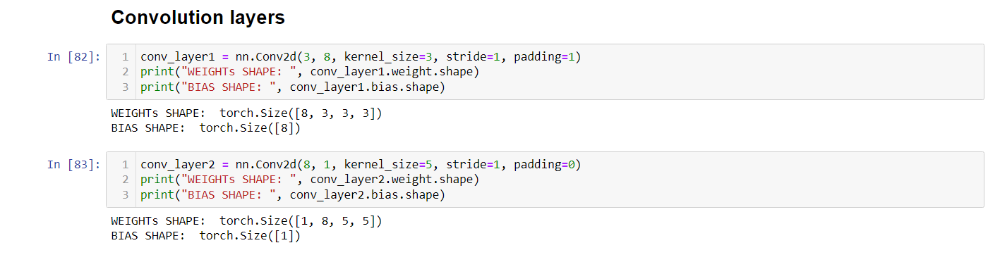 Convolution layers
In [82]:
1 conv_layer1 = nn.Conv2d(3, 8, kernel_size=3, stride=1, padding=1)
2 print("WEIGHTs SHAPE: ", conv_layer1.weight.shape)
3 print("BIAS SHAPE: ", conv_layer1.bias.shape)
WEIGHTs SHAPE:  torch.Size([8, 3, 3, 3])
BIAS SHAPE:  torch.Size([8])
In [83]:
1 conv_layer2 = nn.Conv2d(8, 1, kernel_size=5, stride=1, padding=0)
2 print("WEIGHTs SHAPE: ", conv_layer2.weight.shape)
3 print("BIAS SHAPE: ", conv_layer2.bias.shape)
WEIGHTs SHAPE:  torch.Size([1, 8, 5, 5])
BIAS SHAPE:  torch.Size([1])